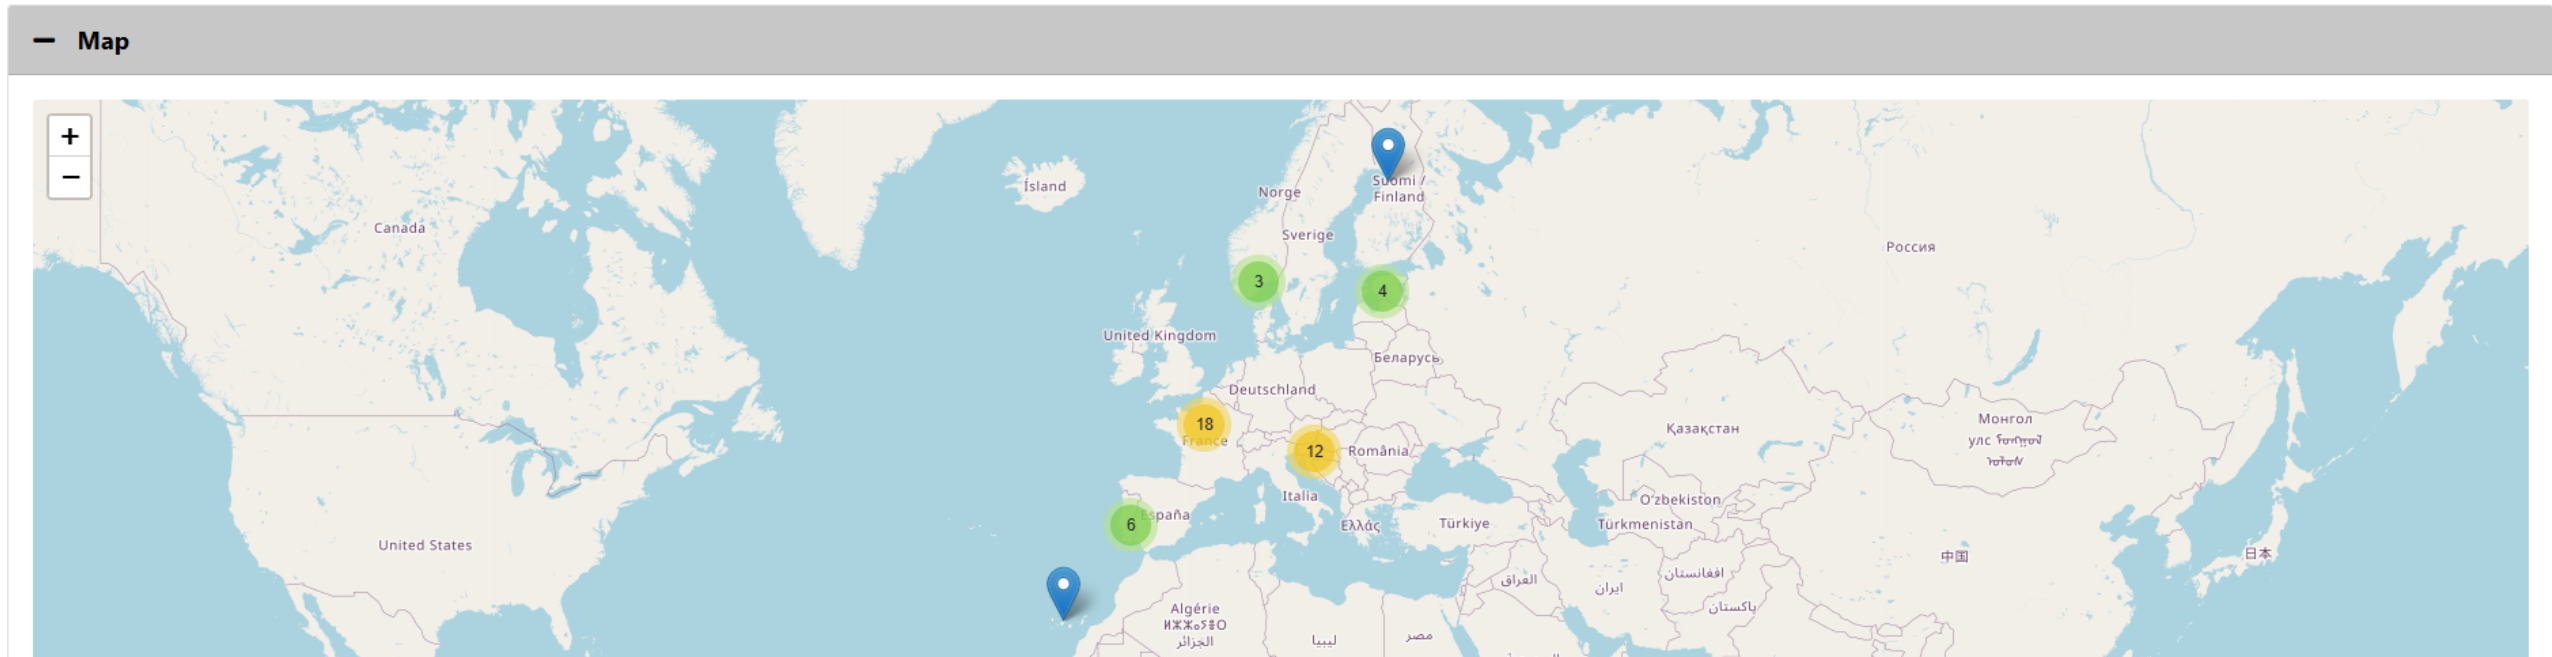 Map
+
−
Ísland
Norge
Suomi /
Finland
Canada
Sverige
Россия
3
4
United Kingdom
Беларусь
Deutschland
18
France
12
România
Қазақстан
Монгол
улс
Italia
O'zbekiston
España
6
Ελλάς
Türkiye
Türkmenistan
United States
中国
日本
العراق
افغانستان
ایران
پاکستان
Algérie
ⵍⵣⵣⴰⵢⴻⵔ
الجزائر
ليبيا
مصر